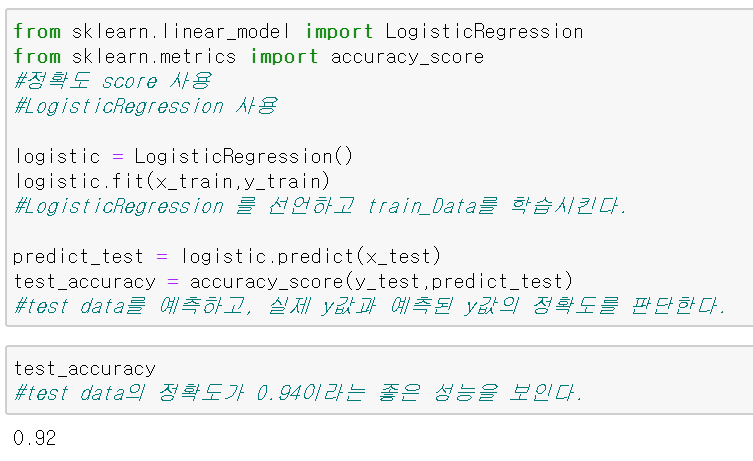 from sklearn.linear_model import LogisticRegression
from sklearn.metrics import accuracy_score
#정확도 score 사용
#LogisticRegression 사용
logistic = LogisticRegression()
logistic.fit(x_train,y_train)
#LogisticRegression 를 선언하고 train_Data를 학습시킨다.
predict_test = logistic.predict(x_test)
test_accuracy = accuracy_score(y_test,predict_test)
#test data를 예측하고, 실제 y값과 예측된 y값의 정확도를 판단한다.
test_accuracy
#test data의 정확도가 0.94이라는 좋은 성능을 보인다.
0.92